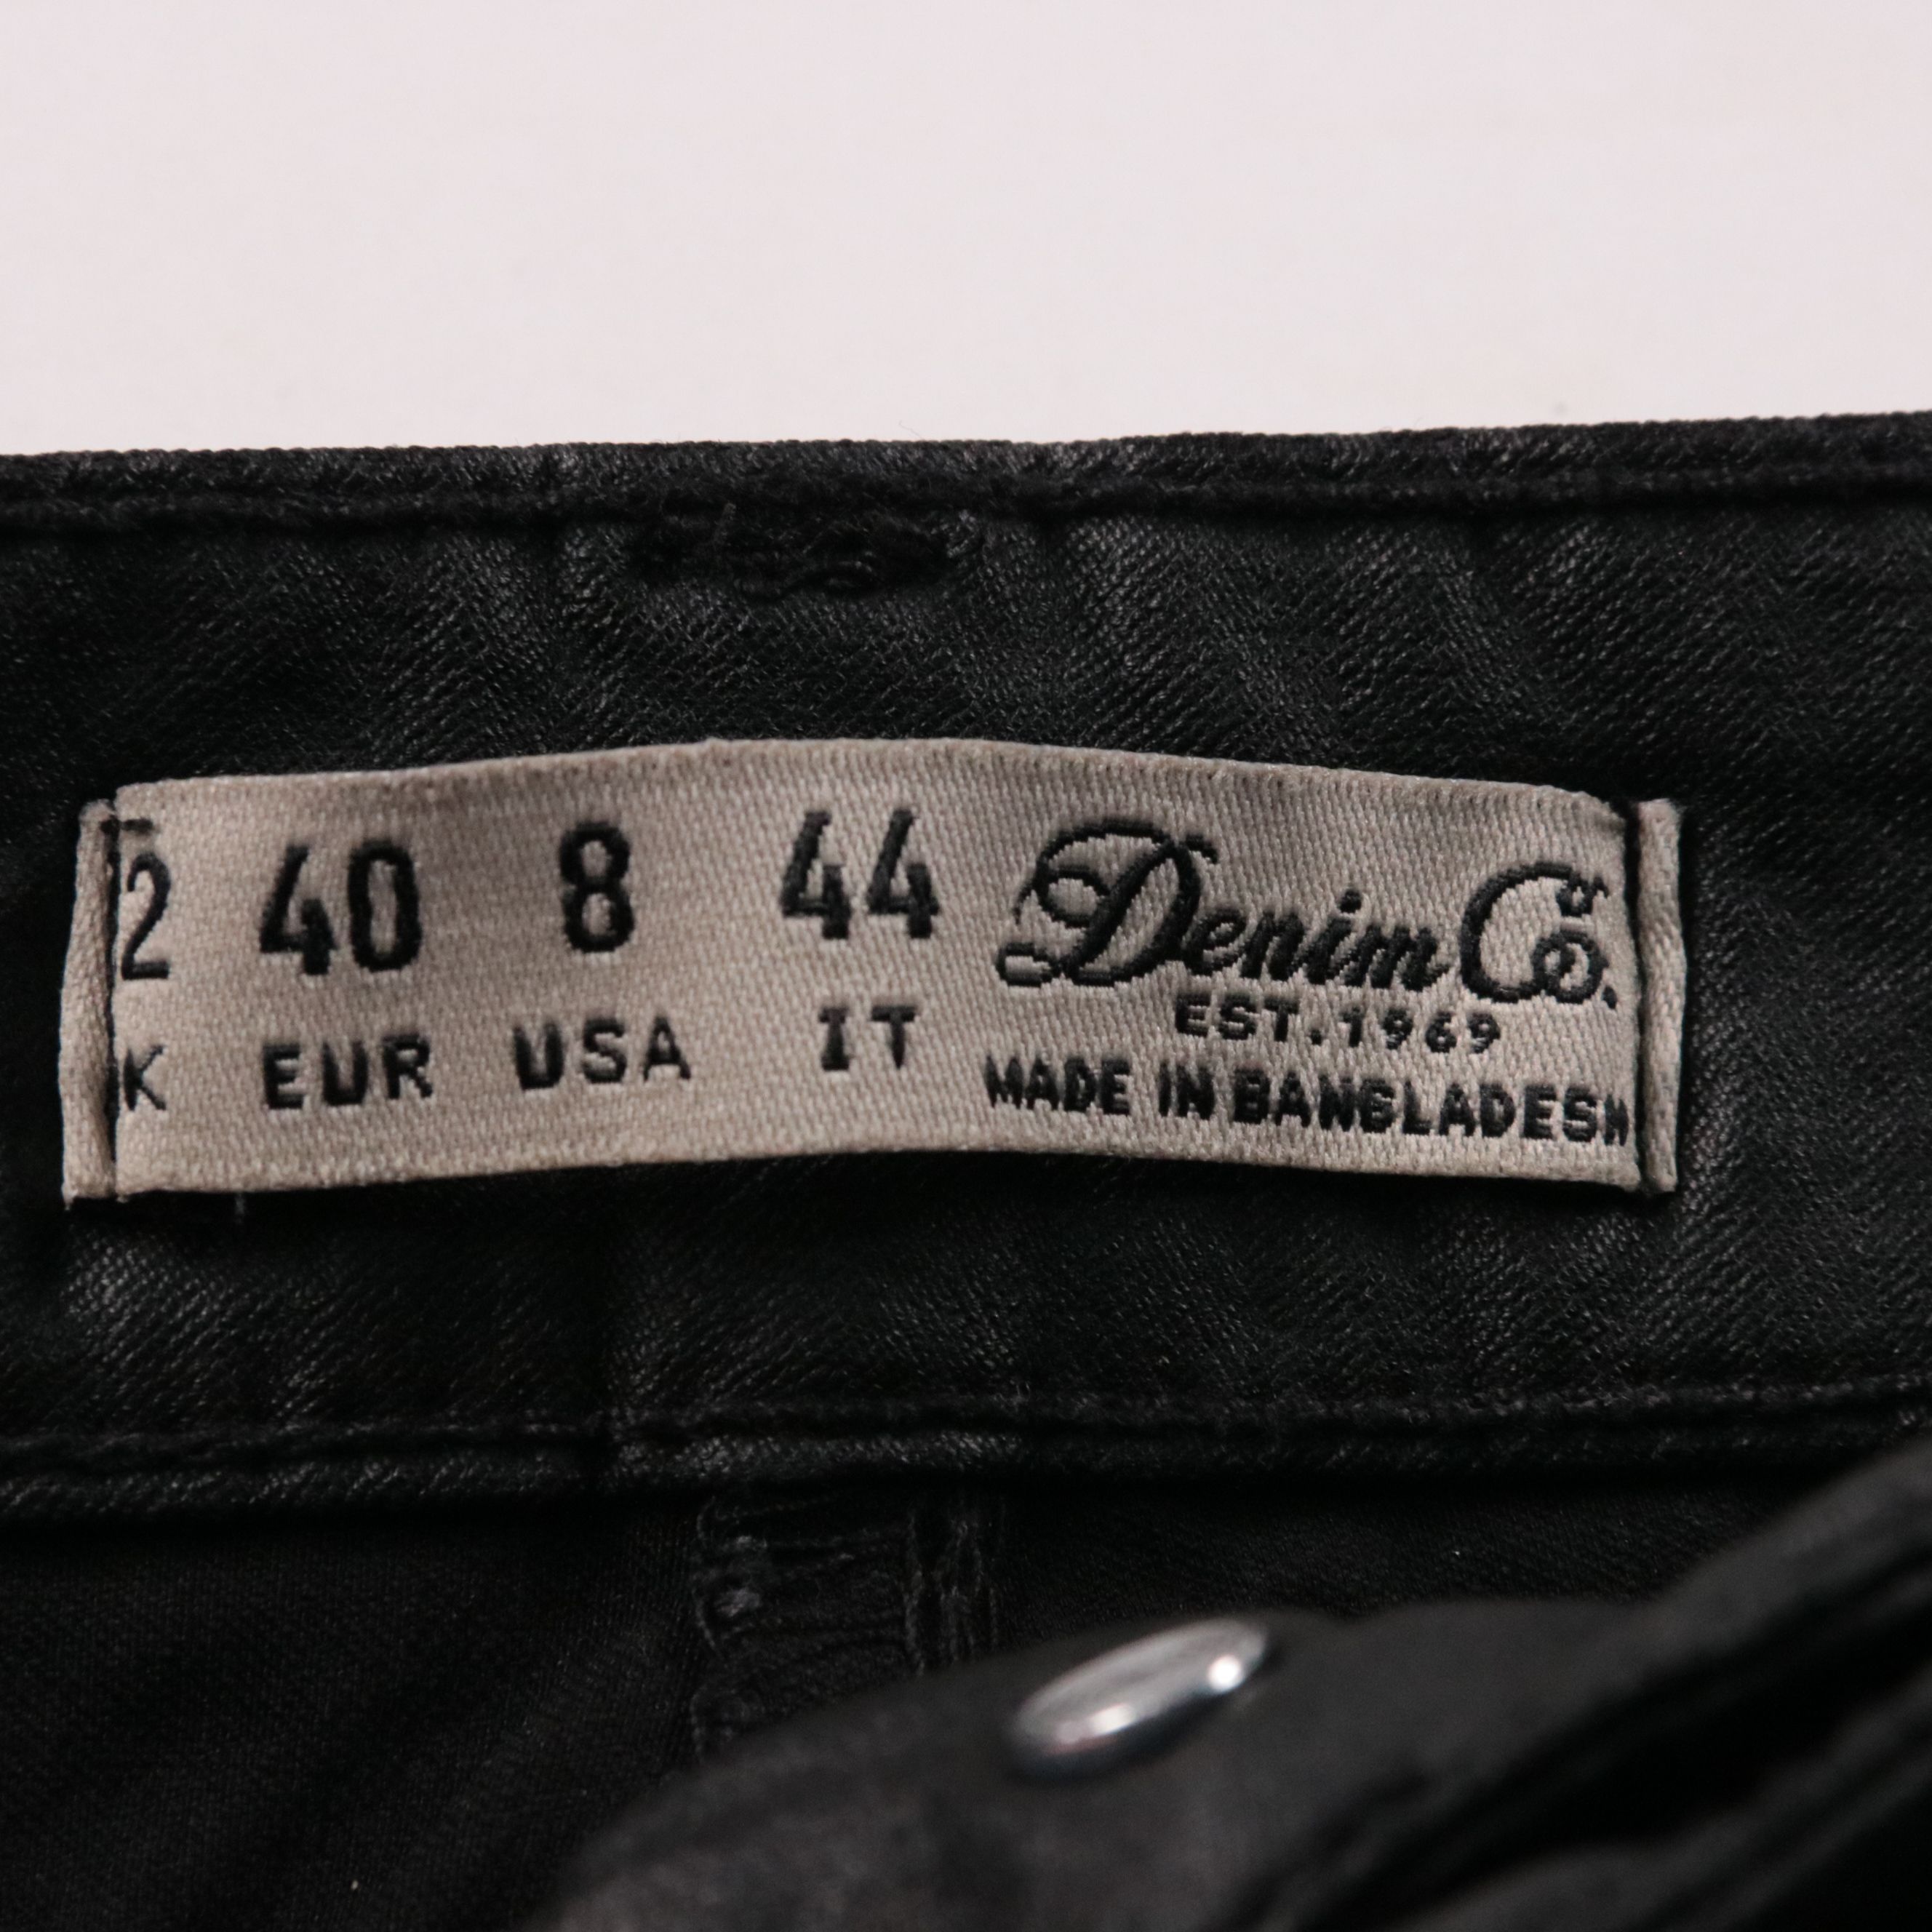 2 40 8 44 Denim Co.
K EUR USA IT EST.1969
MADE IN BANGLADESH